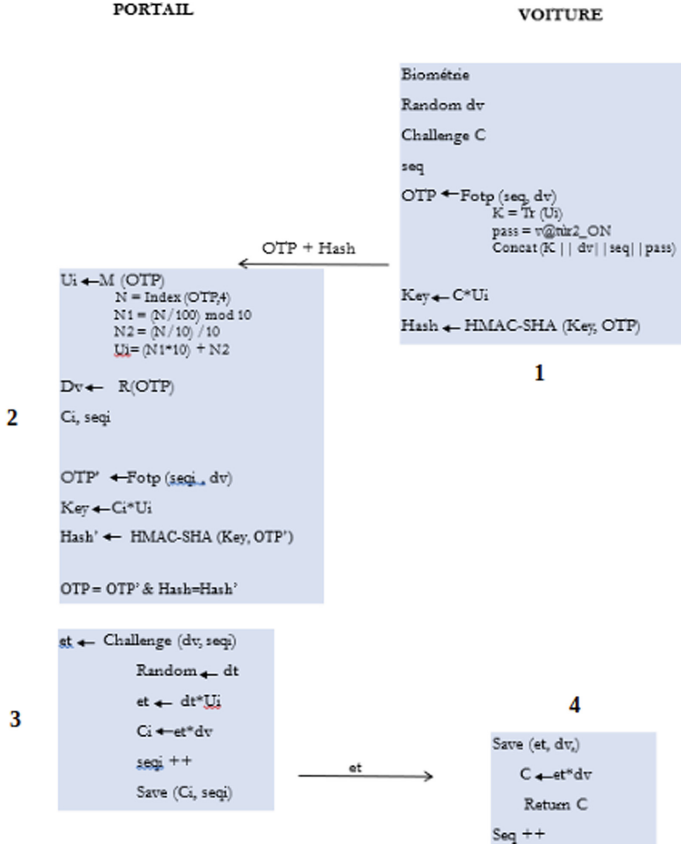 PORTAIL
VOITURE
Biométrie
Random dv
Challenge C
seq
OTP ←Fotp (seq, dv)
K = Tr (Ui)
pass = v@tùr2_ON
Concat (K || dv||seq||pass)
Key← C*Ui
Hash ← HMAC-SHA (Key, OTP)
1
OTP + Hash
2
Ui ←M (OTP)
N = Index (OTP,4)
N1 = (N/100) mod 10
N2 = (N/10) /10
Ui= (N1*10) + N2
Dv← R(OTP)
Ci, seqi
OTP' ←Fotp (seqi , dv)
Key ←Ci*Ui
Hash' ← HMAC-SHA (Key, OTP')
OTP = OTP' & Hash=Hash'
3
et ← Challenge (dv, seqi)
Random ← dt
et ← dt*Ui
Ci ←et*dv
seqi ++
Save (Ci, seqi)
et
4
Save (et, dv,)
C ←et*dv
Return C
Seq ++